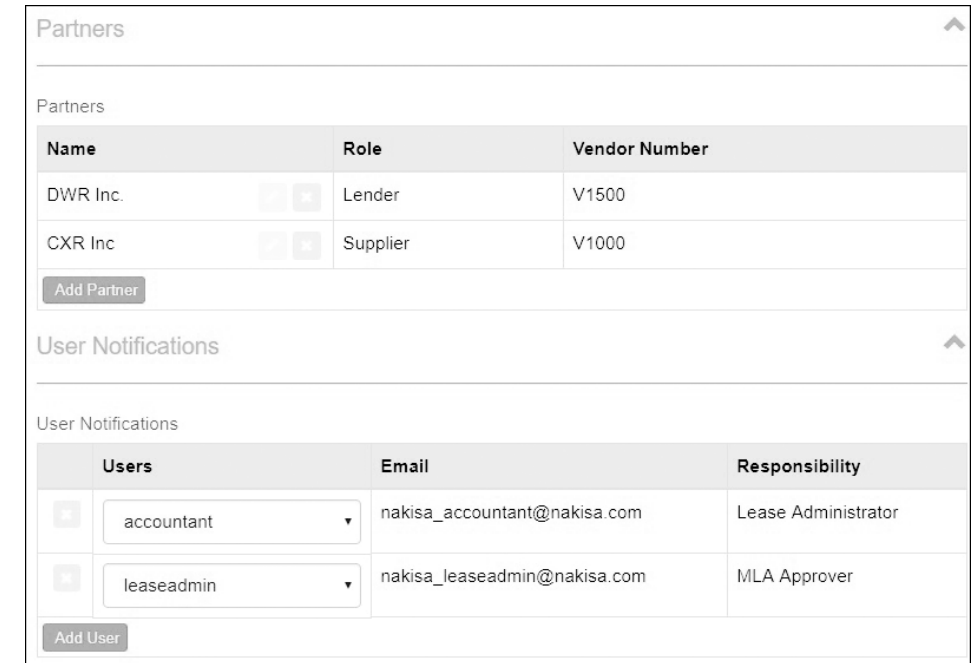 Partners
Partners
Name Role Vendor Number
DWR Inc. Lender V1500
CXR Inc Supplier V1000
Add Partner
User Notifications
User Notifications
Users Email Responsibility
accountant nakisa_accountant@nakisa.com Lease Administrator
leaseadmin nakisa_leaseadmin@nakisa.com MLA Approver
Add User